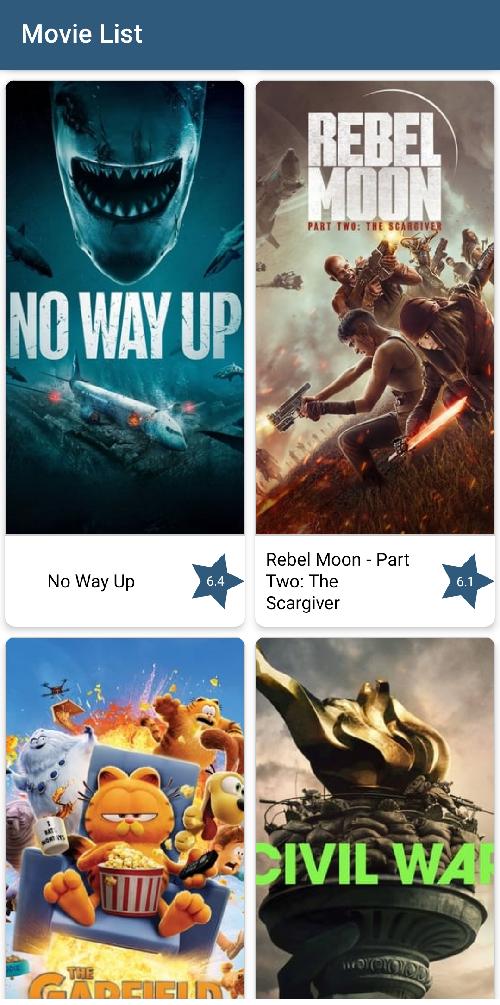 Movie List
NO WAY UP
REBEL
MOON
PART TWO: THE SCARGIVER
No Way Up
6.4
Rebel Moon - Part
Two: The
Scargiver
6.1
I
HATE
MONDAYS
THE
GARFIELD
CIVIL WAR